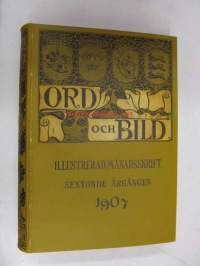 ORD
OCH BILD
ILLUSTRERAD MÅNADSSKRIFT
SEXTONDE ÅRGÅNGEN
1907